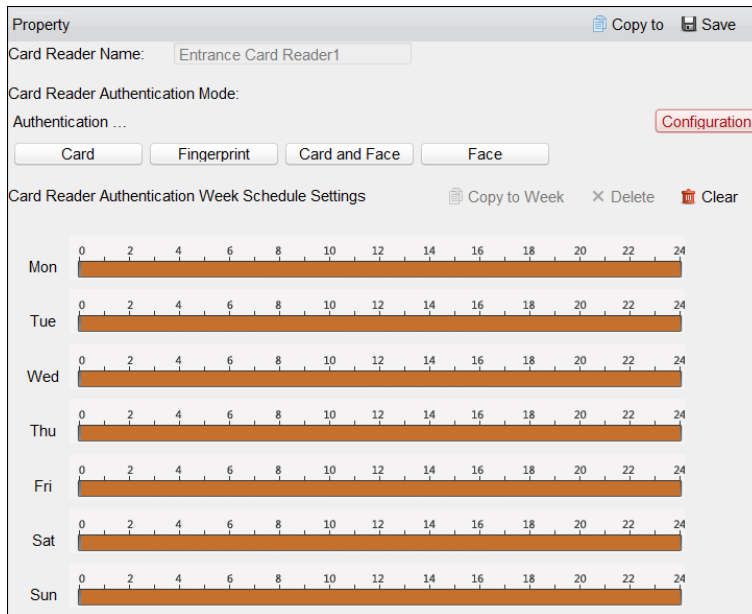 Property Copy to Save
Card Reader Name: Entrance Card Reader1
Card Reader Authentication Mode:
Authentication ... Configuration
Card Fingerprint Card and Face Face
Card Reader Authentication Week Schedule Settings Copy to Week Delete Clear
0 2 4 6 8 10 12 14 16 18 20 22 24
Mon
0 2 4 6 8 10 12 14 16 18 20 22 24
Tue
0 2 4 6 8 10 12 14 16 18 20 22 24
Wed
0 2 4 6 8 10 12 14 16 18 20 22 24
Thu
0 2 4 6 8 10 12 14 16 18 20 22 24
Fri
0 2 4 6 8 10 12 14 16 18 20 22 24
Sat
0 2 4 6 8 10 12 14 16 18 20 22 24
Sun